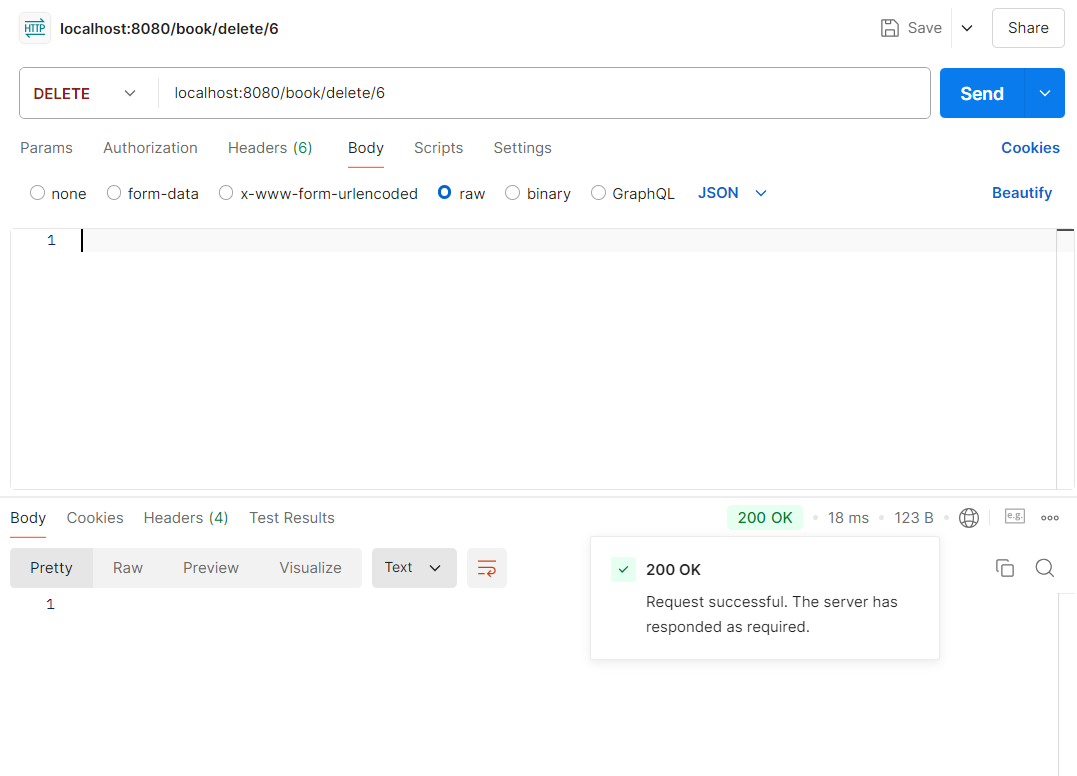 HTTP localhost:8080/book/delete/6 Save Share
DELETE localhost:8080/book/delete/6 Send
Params Authorization Headers (6) Body Scripts Settings Cookies
none form-data x-www-form-urlencoded raw binary GraphQL JSON Beautify
1
Body Cookies Headers (4) Test Results 200 OK 18 ms 123 B e.g.
Pretty Raw Preview Visualize Text
1
200 OK
Request successful. The server has
responded as required.